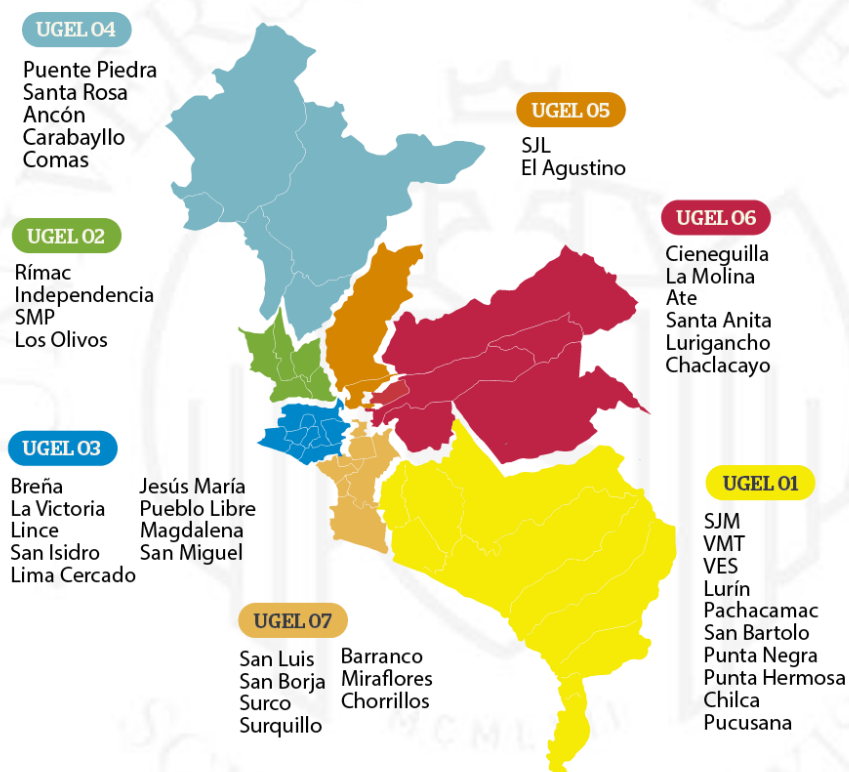 UGEL 04
Puente Piedra
Santa Rosa
Ancón
Carabayllo
Comas
UGEL 05
SJL
El Agustino
UGEL 06
Cieneguilla
La Molina
Ate
Santa Anita
Lurigancho
Chaclacayo
UGEL 02
Rímac
Independencia
SMP
Los Olivos
UGEL 03
Breña
La Victoria
Lince
San Isidro
Lima Cercado
Jesús María
Pueblo Libre
Magdalena
San Miguel
UGEL 01
SJM
VMT
VES
Lurín
Pachacamac
San Bartolo
Punta Negra
Punta Hermosa
Chilca
Pucusana
UGEL 07
San Luis
San Borja
Surco
Surquillo
Barranco
Miraflores
Chorrillos